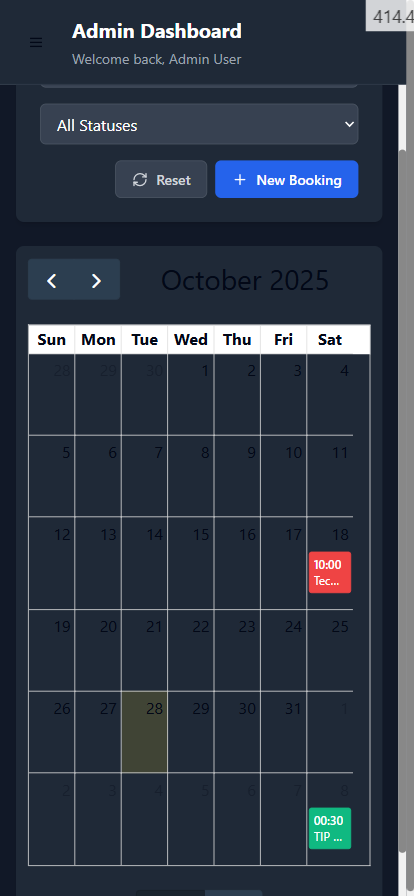 414.4
Admin Dashboard
Welcome back, Admin User
All Statuses
Reset
New Booking
October 2025
Sun Mon Tue Wed Thu Fri Sat
28 29 30 1 2 3 4
5 6 7 8 9 10 11
12 13 14 15 16 17 18
10:00
Tec...
19 20 21 22 23 24 25
26 27 28 29 30 31 1
2 3 4 5 6 7 8
00:30
TIP ...